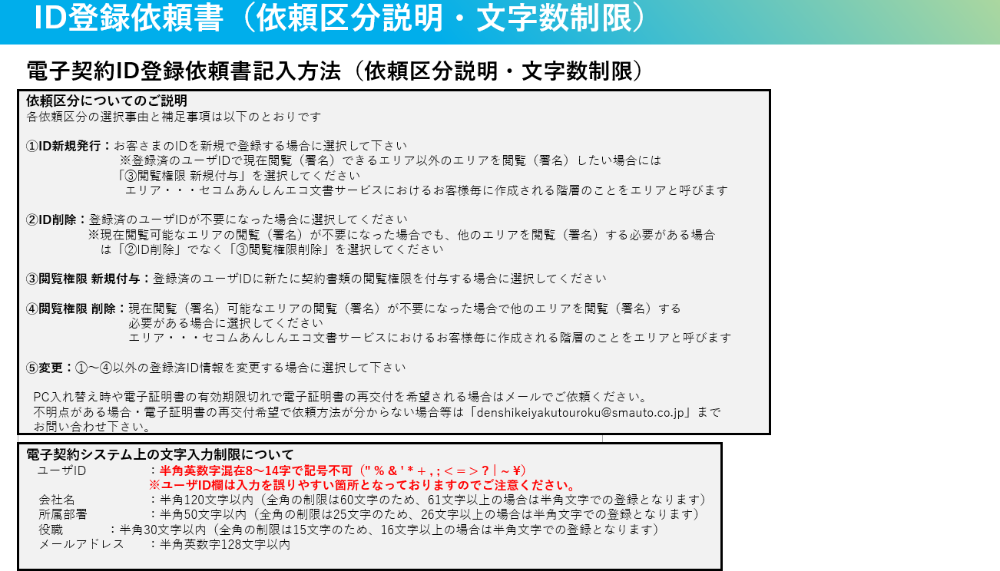 ID登録依頼書（依頼区分説明・文字数制限）
電子契約ID登録依頼書記入方法（依頼区分説明・文字数制限）
依頼区分についてのご説明
各依頼区分の選択事由と補足事項は以下のとおりです
①ID新規発行：お客さまのIDを新規で登録する場合に選択して下さい
※登録済のユーザIDで現在閲覧（署名）できるエリア以外のエリアを閲覧（署名）したい場合には
「③閲覧権限 新規付与」を選択してください
エリア・・・セコムあんしんエコ文書サービスにおけるお客様毎に作成される階層のことをエリアと呼びます
②ID削除：登録済のユーザIDが不要になった場合に選択してください
※現在閲覧可能なエリアの閲覧（署名）が不要になった場合でも、他のエリアを閲覧（署名）する必要がある場合
は「②ID削除」でなく「③閲覧権限削除」を選択してください
③閲覧権限 新規付与：登録済のユーザIDに新たに契約書類の閲覧権限を付与する場合に選択してください
④閲覧権限 削除：現在閲覧（署名）可能なエリアの閲覧（署名）が不要になった場合で他のエリアを閲覧（署名）する
必要がある場合に選択してください
エリア・・・セコムあんしんエコ文書サービスにおけるお客様毎に作成される階層のことをエリアと呼びます
⑤変更：①～④以外の登録済ID情報を変更する場合に選択して下さい
PC入れ替え時や電子証明書の有効期限切れで電子証明書の再交付を希望される場合はメールでご依頼ください。
不明点がある場合・電子証明書の再交付希望で依頼方法が分からない場合等は「denshikeiyakutouroku@smauto.co.jp」まで
お問い合わせ下さい。
電子契約システム上の文字入力制限について
ユーザID ：半角英数字混在8～14字で記号不可（" % & ' * + , ; < = > ? | ~ ¥）
※ユーザID欄は入力を誤りやすい箇所となっておりますのでご注意ください。
会社名 ：半角120文字以内（全角の制限は60文字のため、61文字以上の場合は半角文字での登録となります）
所属部署 ：半角50文字以内（全角の制限は25文字のため、26文字以上の場合は半角文字での登録となります）
役職 ：半角30文字以内（全角の制限は15文字のため、16文字以上の場合は半角文字での登録となります）
メールアドレス ：半角英数字128文字以内